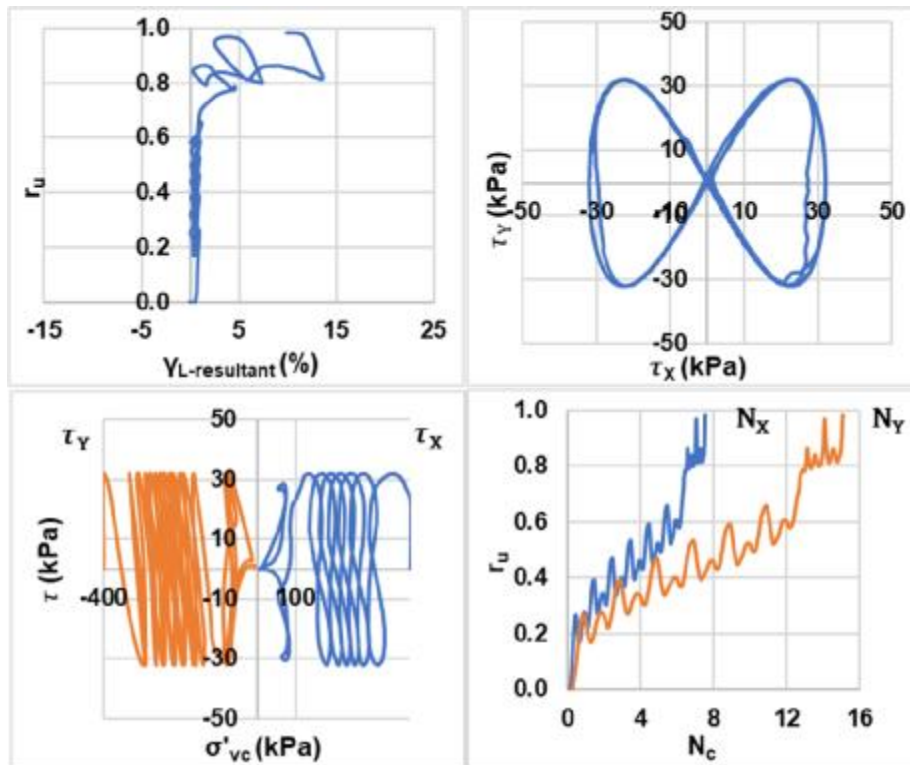 1.0
0.8
0.6
0.4
0.2
0.0
r_u
-15 -5 5 15 25
γ_L-resultant (%)
50
30
10
-10
-30
-50
τ_Y (kPa)
-50 -30 -10 10 30 50
τ_X (kPa)
τ_Y τ_X
50
30
10
-10
-30
-50
τ (kPa)
-400 100
σ'_vc (kPa)
N_X N_Y
1.0
0.8
0.6
0.4
0.2
0.0
r_u
0 4 8 12 16
N_c